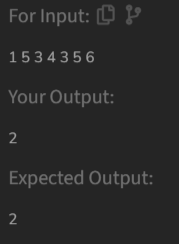 For Input:
1 5 3 4 3 5 6
Your Output:
2
Expected Output:
2